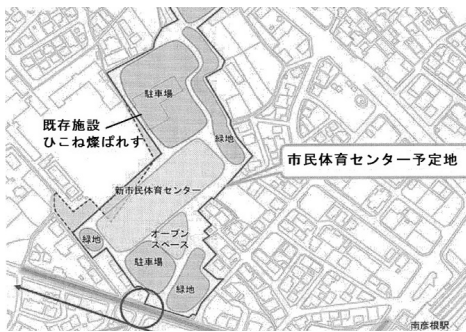 駐車場
既存施設
ひこね燦ぱれす
緑地
市民体育センター予定地
新市民体育センター
オープン
スペース
緑地
駐車場
緑地
南彦根駅